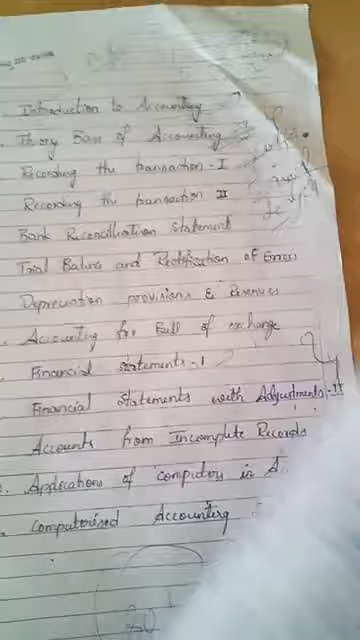 Introduction to Accounting
Theory Base of Accounting
Recording the transaction - I
Recording the transaction II
Bank Reconcillation Statement
Trial Balance and Rectification of Errors
Depreciation provisions & Reserves
Accounting for Bill of exchange
Financial statements - I
Financial Statements with Adjustments - II
Accounts from Incomplete Records
Applications of computers in A
Computerised Accounting